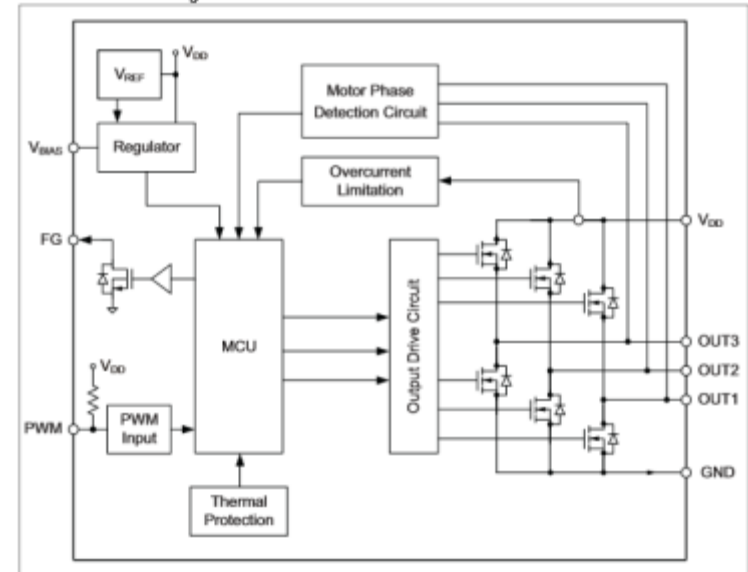 VDD
VREF
Motor Phase
Detection Circuit
VBIAS
Regulator
Overcurrent
Limitation
VDD
FG
MCU
Output Drive Circuit
OUT3
VDD
OUT2
OUT1
PWM
PWM
Input
GND
Thermal
Protection